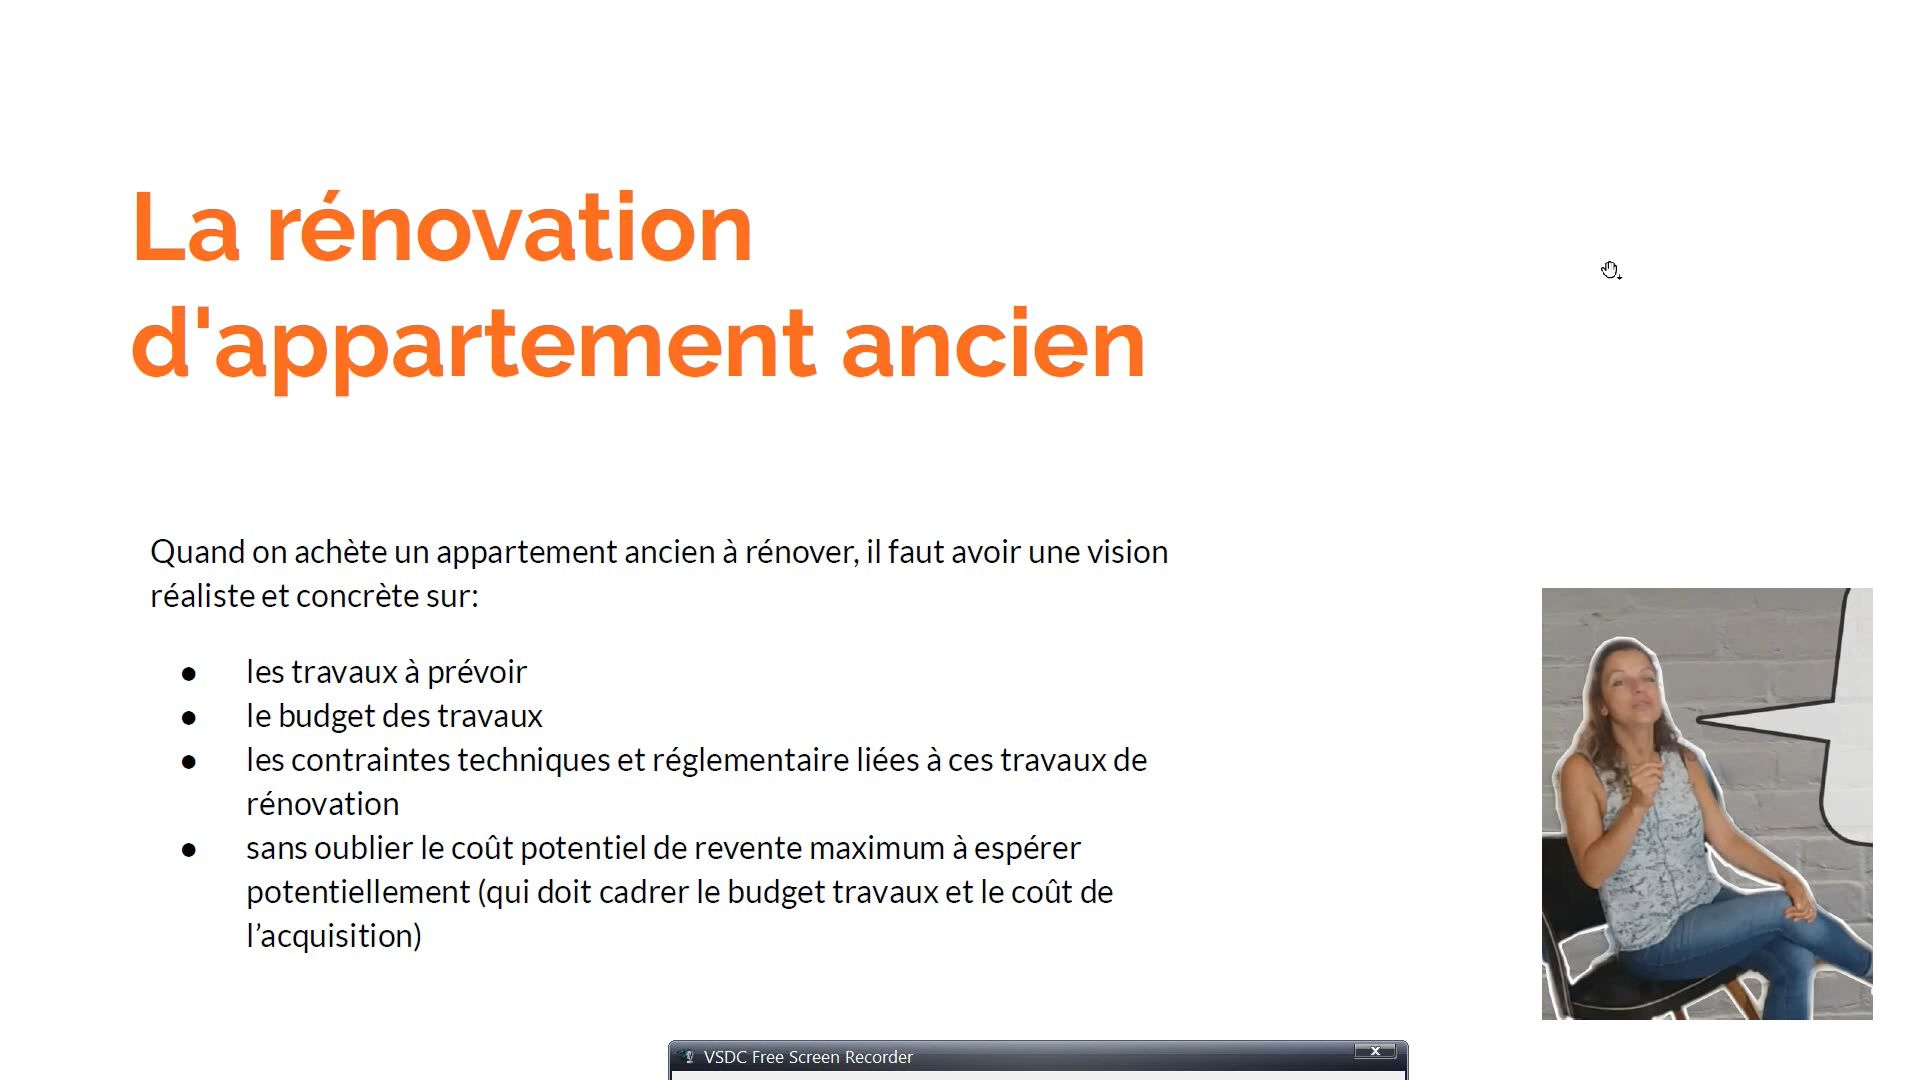 La rénovation
d'appartement ancien
Quand on achète un appartement ancien à rénover, il faut avoir une vision
réaliste et concrète sur:
● les travaux à prévoir
● le budget des travaux
● les contraintes techniques et réglementaire liées à ces travaux de
rénovation
● sans oublier le coût potentiel de revente maximum à espérer
potentiellement (qui doit cadrer le budget travaux et le coût de
l’acquisition)
VSDC Free Screen Recorder